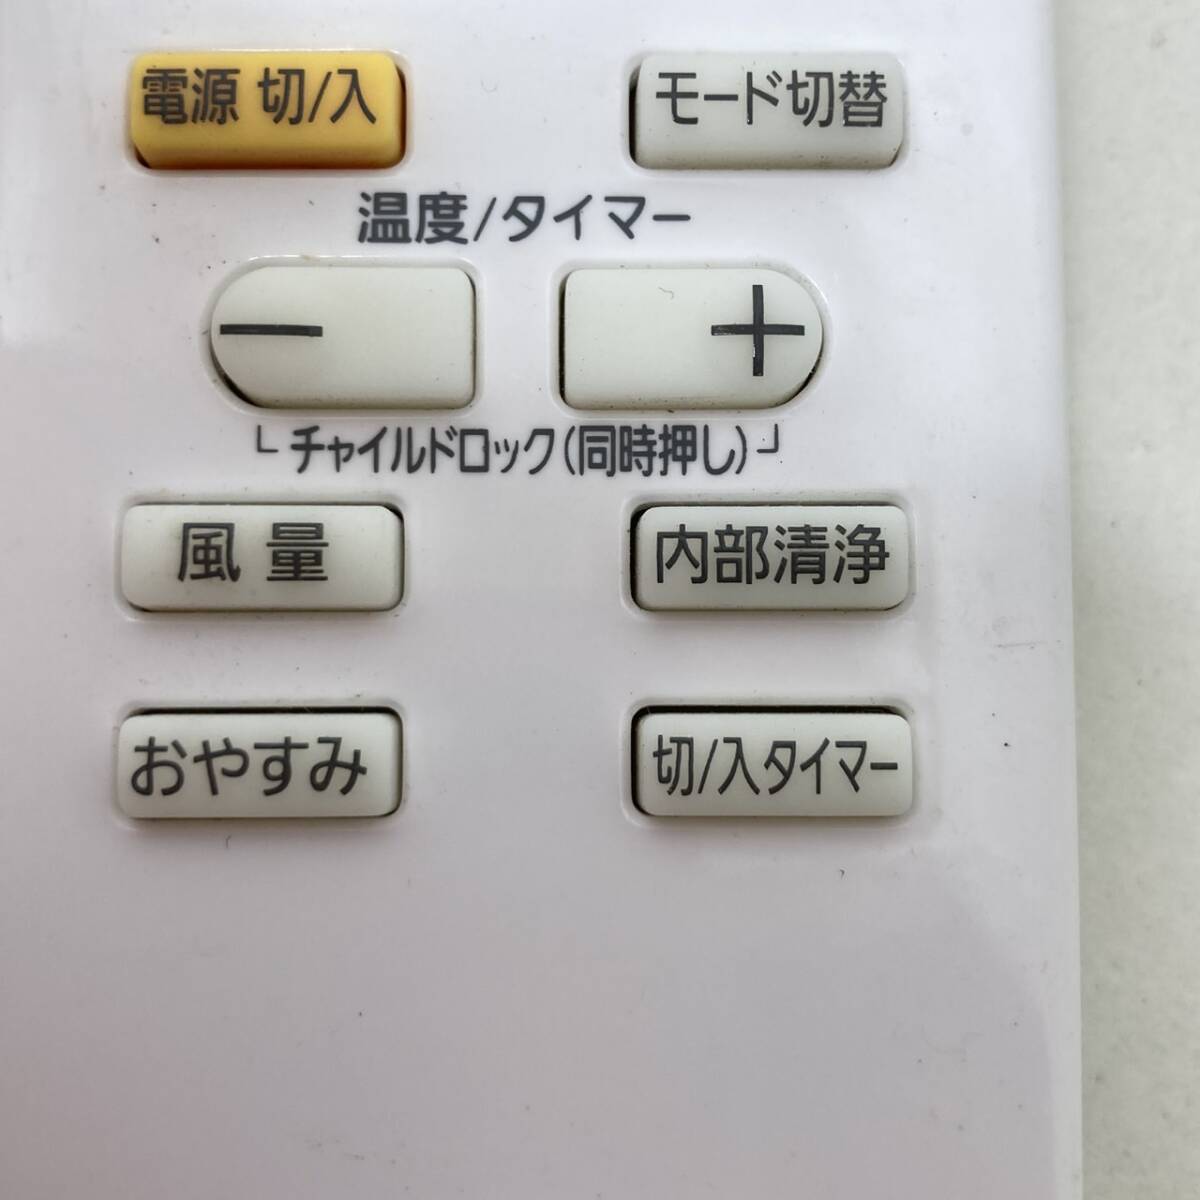 電源 切/入
モード切替
温度/タイマー
− +
└ チャイルドロック(同時押し) ┘
風量
内部清浄
おやすみ
切/入タイマー